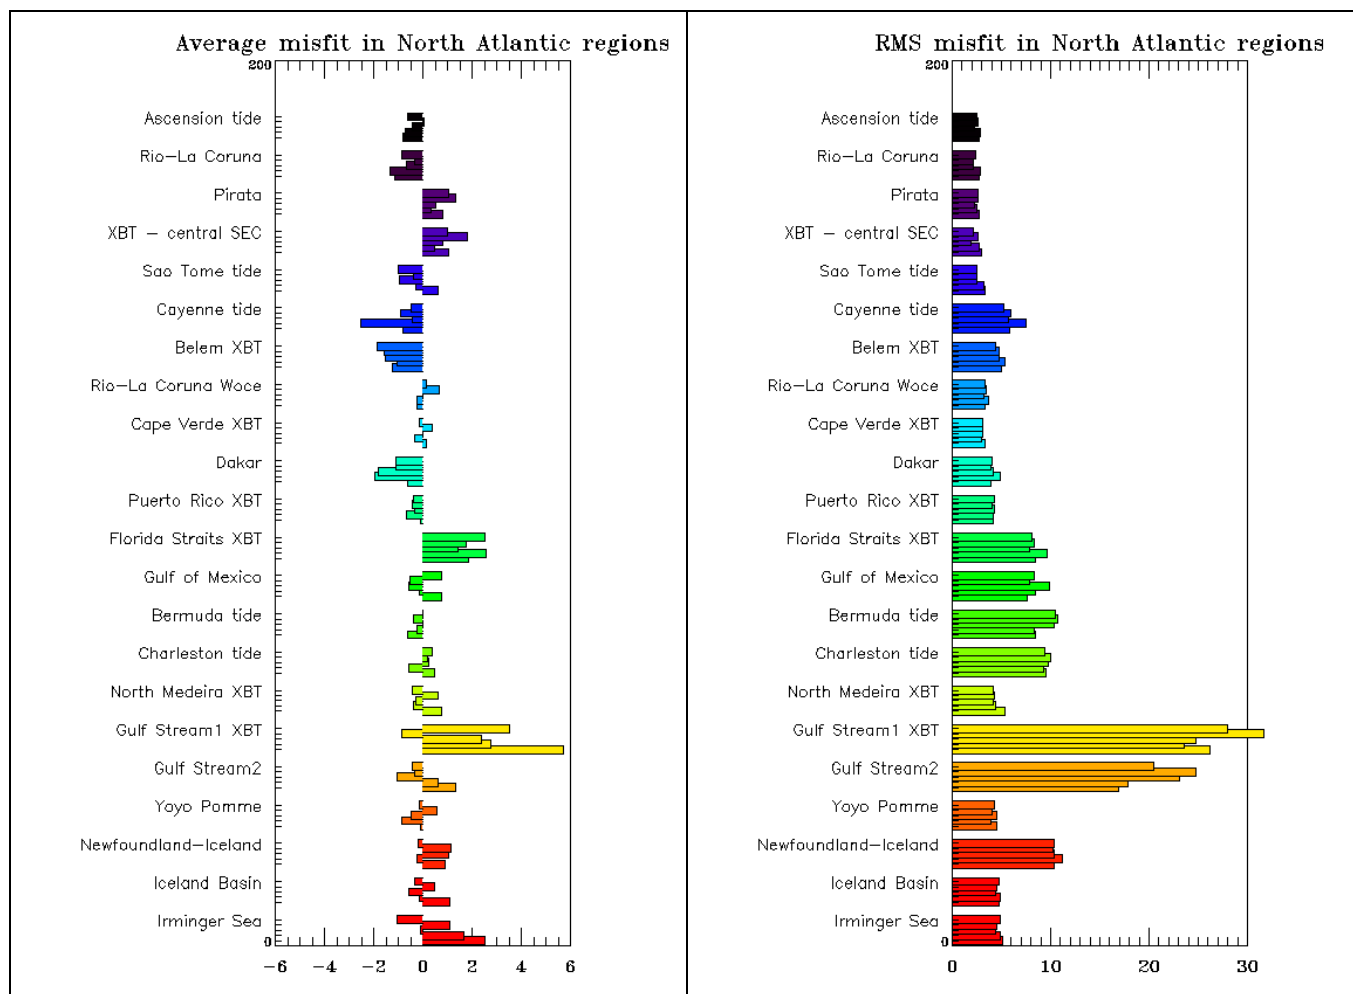 Average misfit in North Atlantic regions
200
Ascension tide
Rio-La Coruna
Pirata
XBT - central SEC
Sao Tome tide
Cayenne tide
Belem XBT
Rio-La Coruna Woce
Cape Verde XBT
Dakar
Puerto Rico XBT
Florida Straits XBT
Gulf of Mexico
Bermuda tide
Charleston tide
North Medeira XBT
Gulf Stream1 XBT
Gulf Stream2
Yoyo Pomme
Newfoundland-Iceland
Iceland Basin
Irminger Sea
0
-6 -4 -2 0 2 4 6
RMS misfit in North Atlantic regions
200
Ascension tide
Rio-La Coruna
Pirata
XBT - central SEC
Sao Tome tide
Cayenne tide
Belem XBT
Rio-La Coruna Woce
Cape Verde XBT
Dakar
Puerto Rico XBT
Florida Straits XBT
Gulf of Mexico
Bermuda tide
Charleston tide
North Medeira XBT
Gulf Stream1 XBT
Gulf Stream2
Yoyo Pomme
Newfoundland-Iceland
Iceland Basin
Irminger Sea
0
0 10 20 30